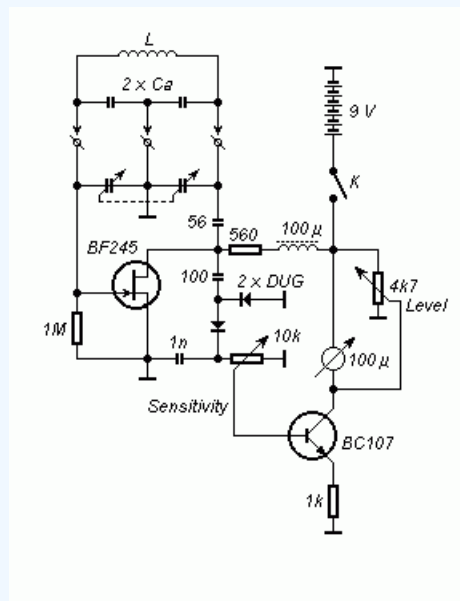 L
2 x Ca
9 V
K
56
560
100 µ
BF245
100
2 x DUG
4k7
Level
1M
1n
10k
100 µ
Sensitivity
BC107
1k